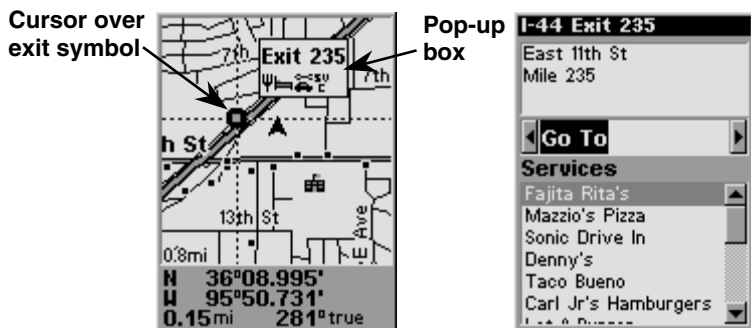 Cursor over
exit symbol
Pop-up
box
7th
Exit 235
7th
h St
13th St
E Ave
0.8mi
N 36°08.995'
W 95°50.731'
0.15mi 281° true
I-44 Exit 235
East 11th St
Mile 235
Go To
Services
Fajita Rita's
Mazzio's Pizza
Sonic Drive In
Denny's
Taco Bueno
Carl Jr's Hamburgers